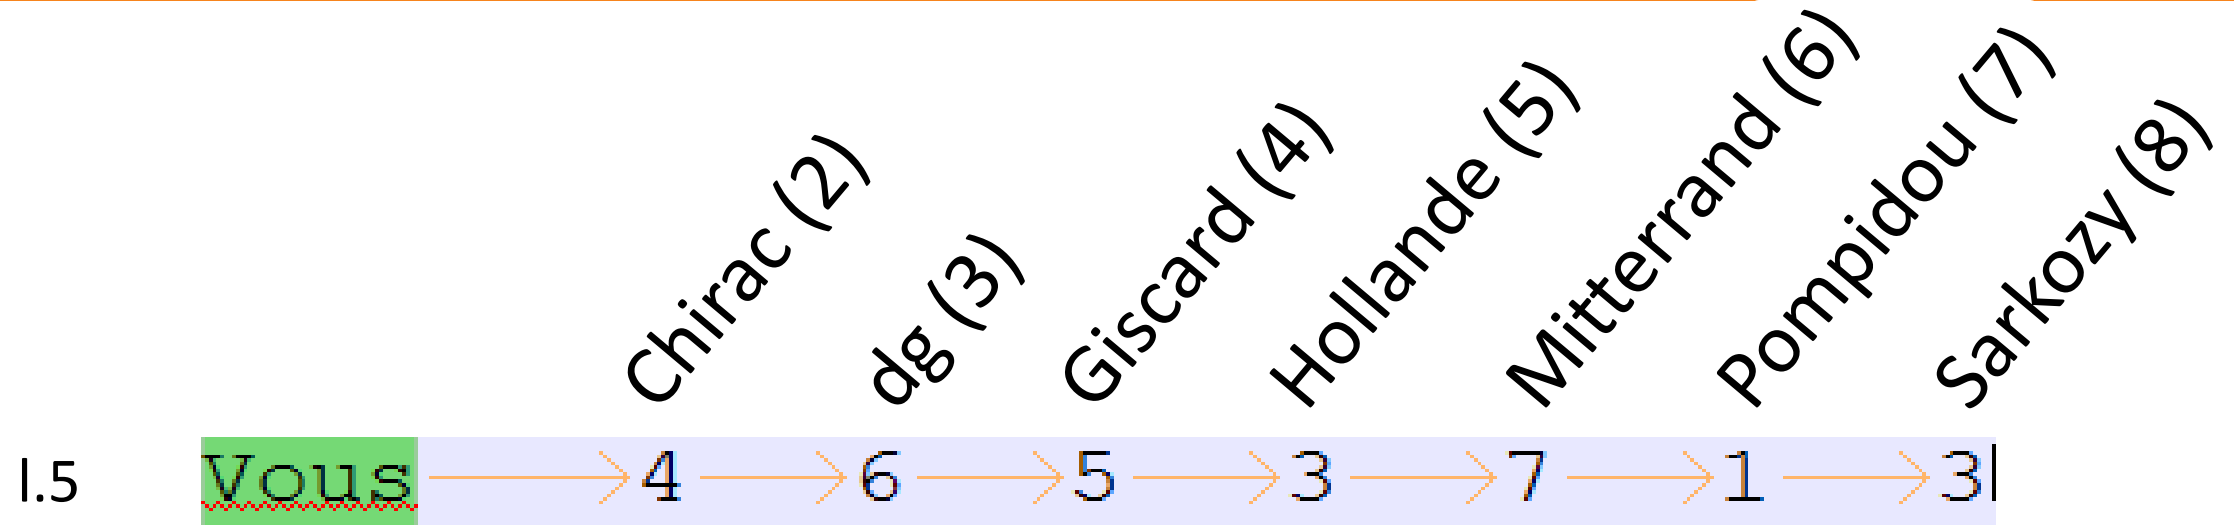 Chirac (2)
dg (3)
Giscard (4)
Hollande (5)
Mitterrand (6)
Pompidou (7)
Sarkozy (8)
l.5 Vous 4 6 5 3 7 1 3